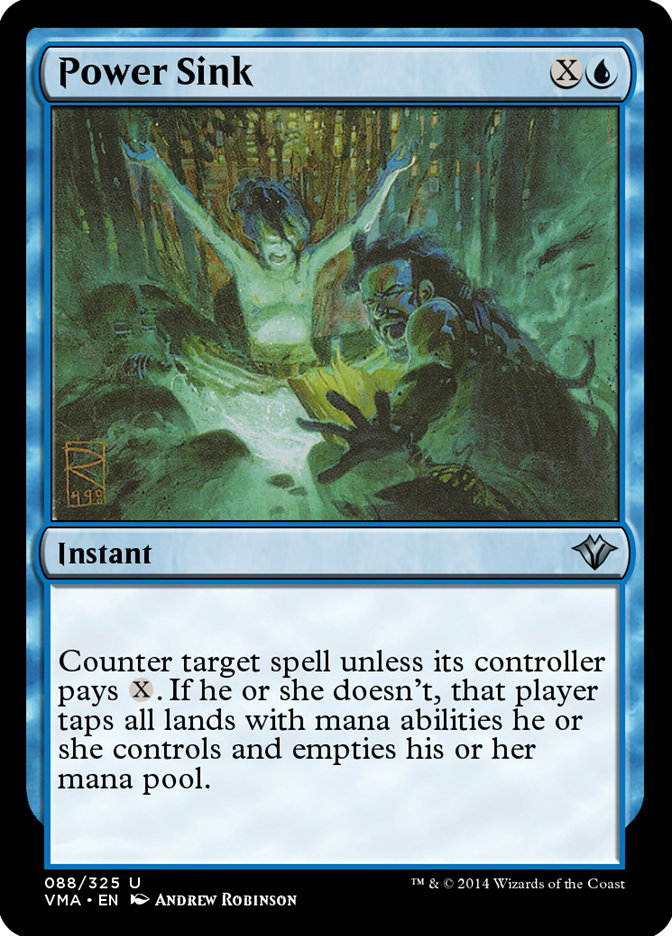 Power Sink
X
Instant
Counter target spell unless its controller
pays X. If he or she doesn't, that player
taps all lands with mana abilities he or
she controls and empties his or her
mana pool.
088/325 U
VMA • EN Andrew Robinson
™ & © 2014 Wizards of the Coast